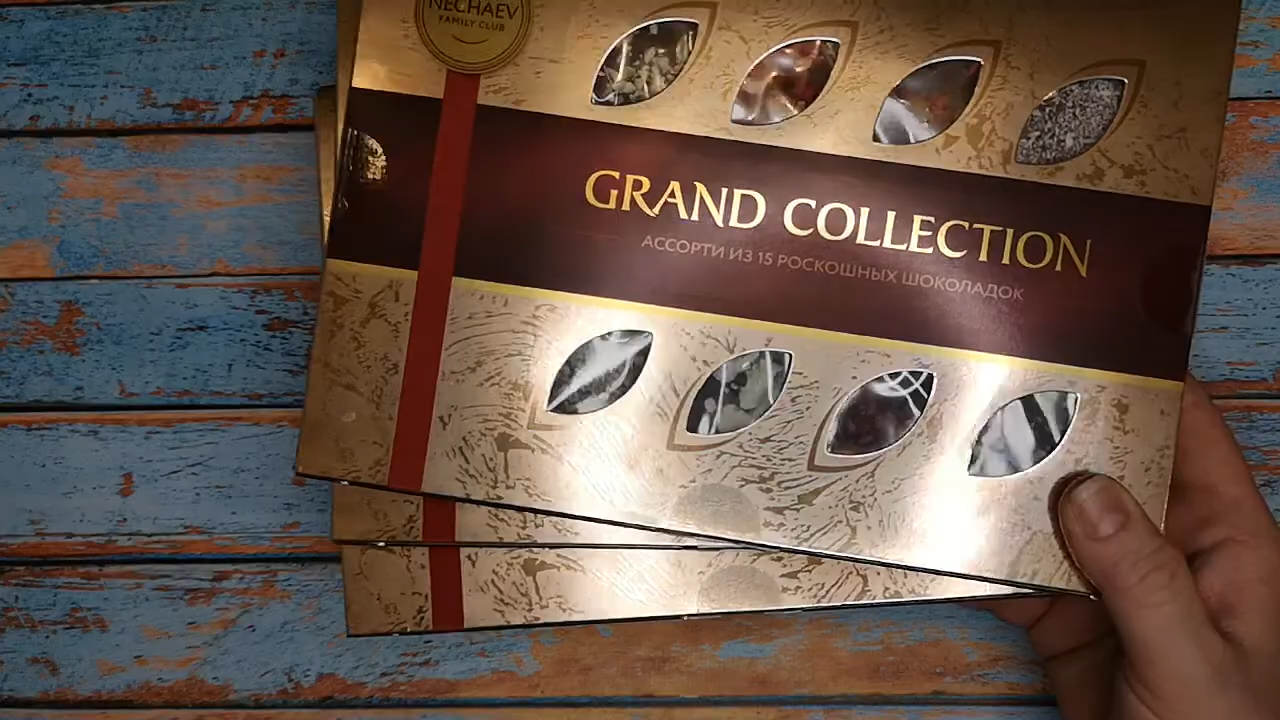 NECHAEV
FAMILY CLUB
GRAND COLLECTION
АССОРТИ ИЗ 15 РОСКОШНЫХ ШОКОЛАДОК